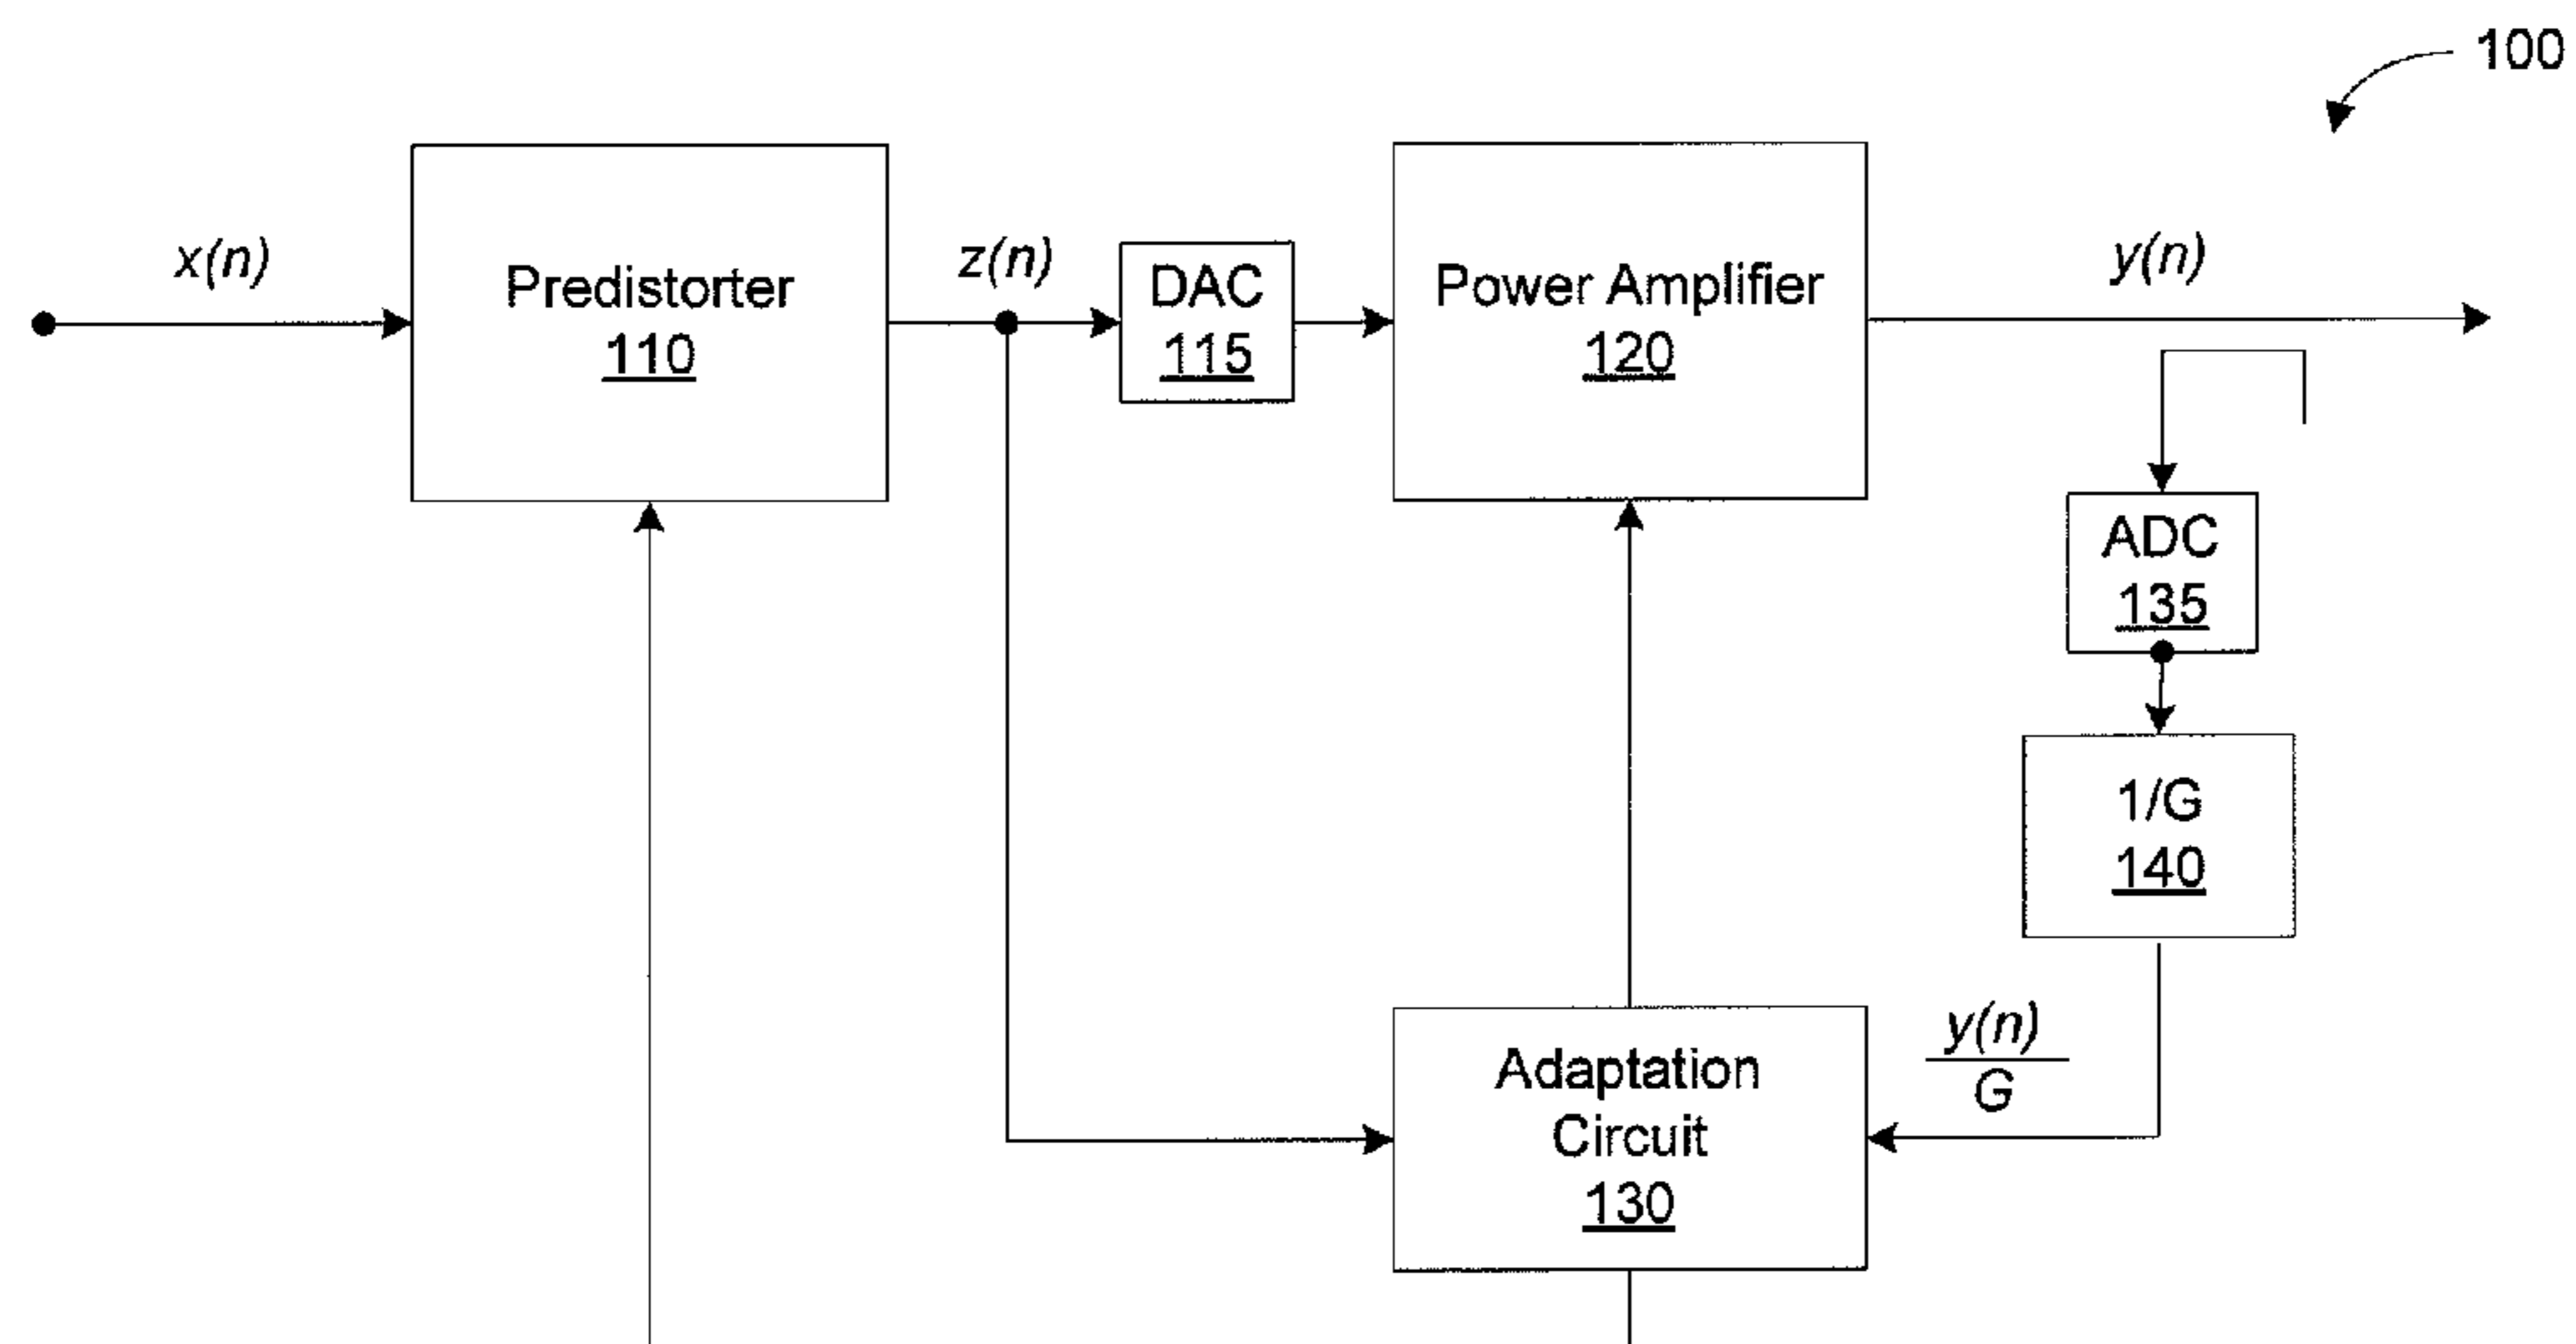 100
x(n)
Predistorter
110
z(n)
DAC
115
Power Amplifier
120
y(n)
ADC
135
1/G
140
y(n)
G
Adaptation
Circuit
130